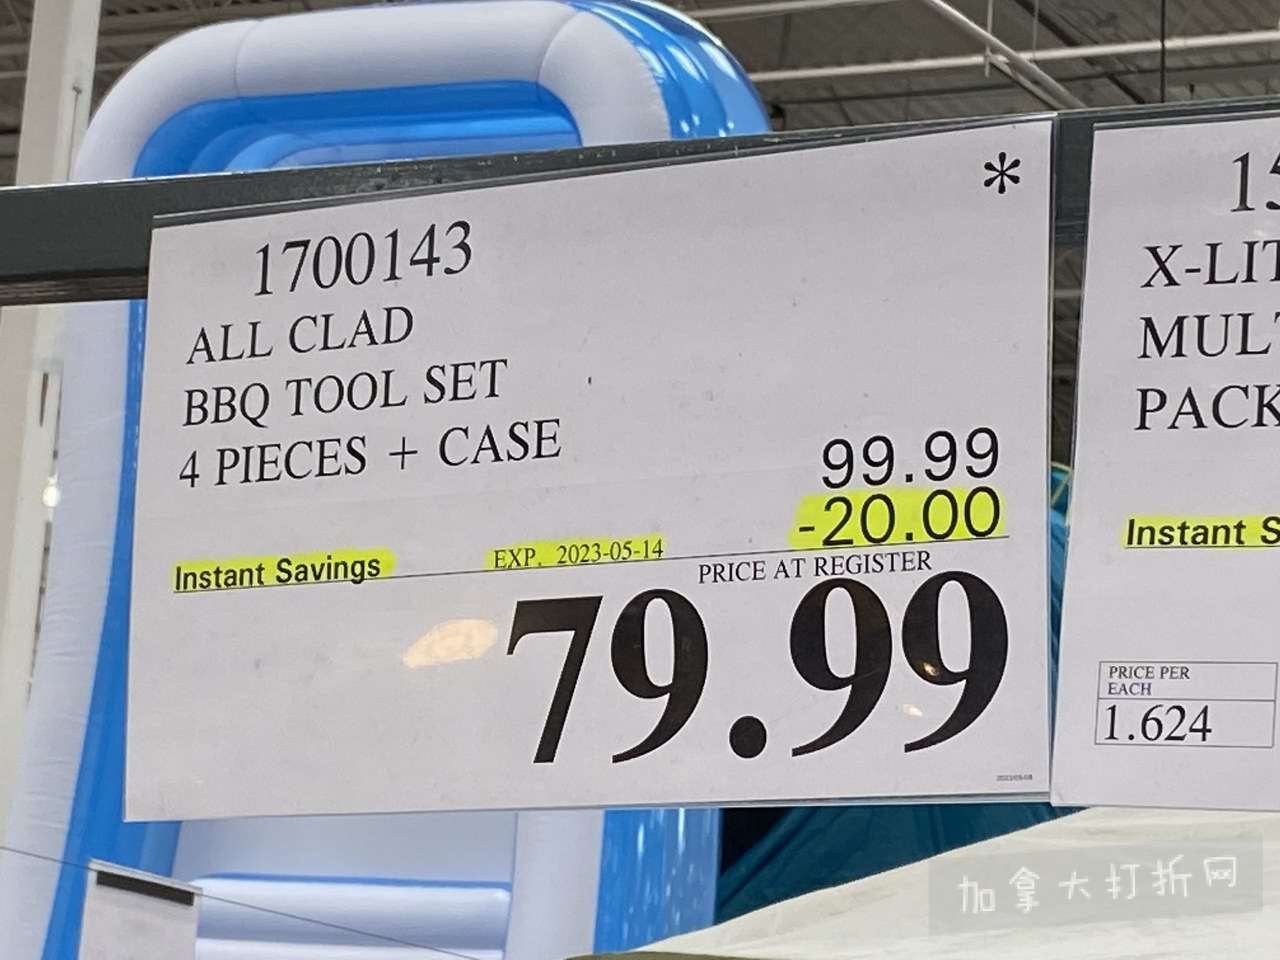 *
1700143
ALL CLAD
BBQ TOOL SET
4 PIECES + CASE
99.99
-20.00
Instant Savings EXP. 2023-05-14
PRICE AT REGISTER
79.99
15
X-LIT
MULT
PACK
Instant S
PRICE PER
EACH
1.624
加拿大打折网